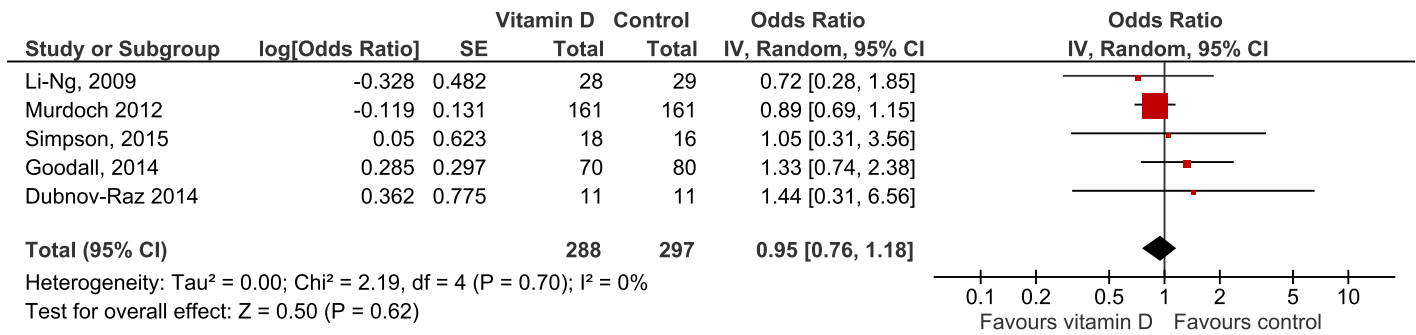 Vitamin D Control Odds Ratio Odds Ratio
Study or Subgroup log[Odds Ratio] SE Total Total IV, Random, 95% CI IV, Random, 95% CI
Li-Ng, 2009 -0.328 0.482 28 29 0.72 [0.28, 1.85]
Murdoch 2012 -0.119 0.131 161 161 0.89 [0.69, 1.15]
Simpson, 2015 0.05 0.623 18 16 1.05 [0.31, 3.56]
Goodall, 2014 0.285 0.297 70 80 1.33 [0.74, 2.38]
Dubnov-Raz 2014 0.362 0.775 11 11 1.44 [0.31, 6.56]
Total (95% CI) 288 297 0.95 [0.76, 1.18]
Heterogeneity: Tau² = 0.00; Chi² = 2.19, df = 4 (P = 0.70); I² = 0%
Test for overall effect: Z = 0.50 (P = 0.62)
0.1 0.2 0.5 1 2 5 10
Favours vitamin D Favours control